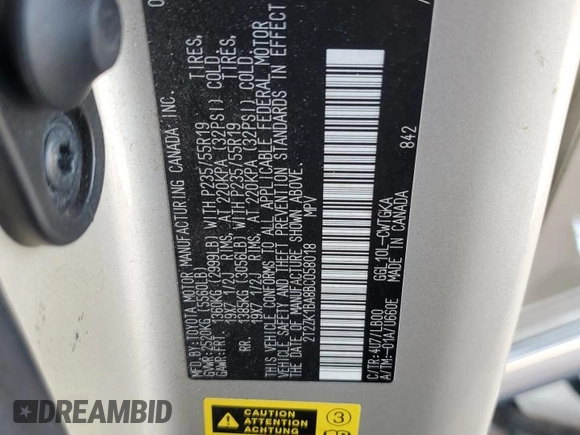 MFD. BY:TOYOTA MOTOR MANUFACTURING CANADA: INC.
GVWR:2520KG (5560LB)
GAWR:FRT. 1360KG (2999LB) WITH P235/55R19 TIRES,
19X7 1/2J RIMS, AT 220KPA (32PSI) COLD
RR. 1385KG (3056LB) WITH P235/55R19 TIRES,
19X7 1/2J RIMS, AT 220KPA (32PSI) COLD
THIS VEHICLE CONFORMS TO ALL APPLICABLE FEDERAL MOTOR
VEHICLE SAFETY AND THEFT PREVENTION STANDARDS IN EFFECT
ON THE DATE OF MANUFACTURE SHOWN ABOVE.
2T2ZK1BA8BC058018 MPV
C/TR:4U7/LB00 GGL10L-CWTGKA
A/TM:-01A/U660E MADE IN CANADA 842
CAUTION
ATTENTION
ACHTUNG
3
DREAMBID